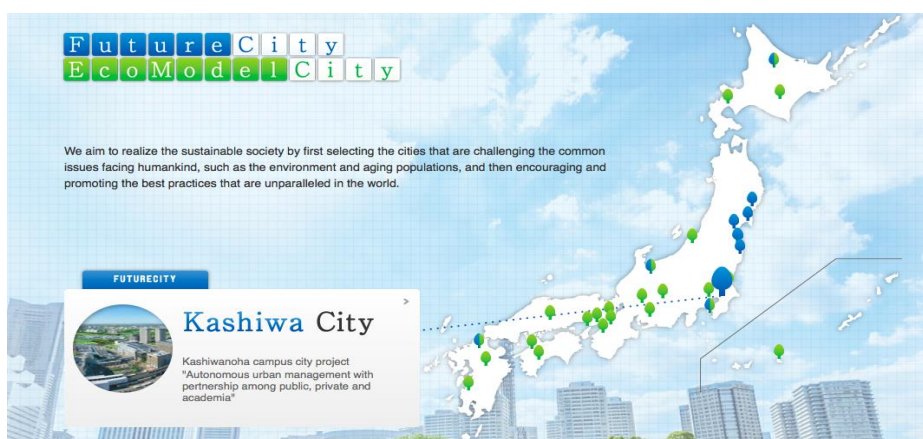 FutureCity
EcoModelCity
We aim to realize the sustainable society by first selecting the cities that are challenging the common
issues facing humankind, such as the environment and aging populations, and then encouraging and
promoting the best practices that are unparalleled in the world.
FUTURECITY
Kashiwa City
Kashiwanoha campus city project
"Autonomous urban management with
pertnership among public, private and
academia"